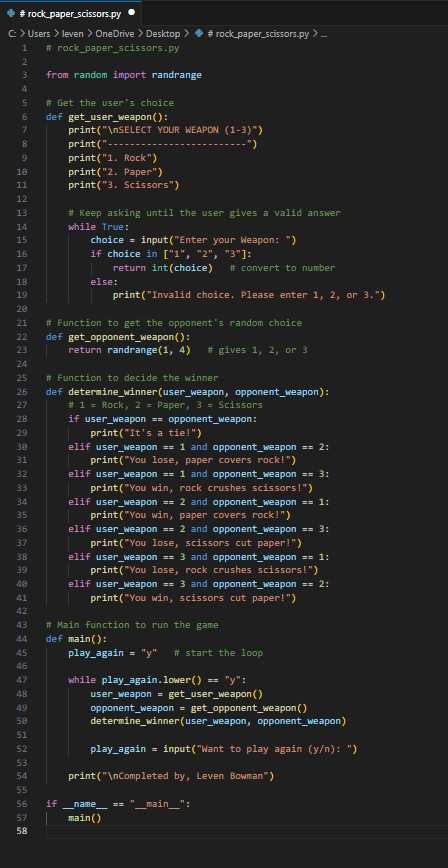 # rock_paper_scissors.py
C: > Users > leven > OneDrive > Desktop > # rock_paper_scissors.py > ...
1 # rock_paper_scissors.py
2
3 from random import randrange
4
5 # Get the user's choice
6 def get_user_weapon():
7     print("\nSELECT YOUR WEAPON (1-3)")
8     print("-------------------------")
9     print("1. Rock")
10     print("2. Paper")
11     print("3. Scissors")
12
13     # Keep asking until the user gives a valid answer
14     while True:
15         choice = input("Enter your Weapon: ")
16         if choice in ["1", "2", "3"]:
17             return int(choice)   # convert to number
18         else:
19             print("Invalid choice. Please enter 1, 2, or 3.")
20
21 # Function to get the opponent's random choice
22 def get_opponent_weapon():
23     return randrange(1, 4)   # gives 1, 2, or 3
24
25 # Function to decide the winner
26 def determine_winner(user_weapon, opponent_weapon):
27     # 1 = Rock, 2 = Paper, 3 = Scissors
28     if user_weapon == opponent_weapon:
29         print("It's a tie!")
30     elif user_weapon == 1 and opponent_weapon == 2:
31         print("You lose, paper covers rock!")
32     elif user_weapon == 1 and opponent_weapon == 3:
33         print("You win, rock crushes scissors!")
34     elif user_weapon == 2 and opponent_weapon == 1:
35         print("You win, paper covers rock!")
36     elif user_weapon == 2 and opponent_weapon == 3:
37         print("You lose, scissors cut paper!")
38     elif user_weapon == 3 and opponent_weapon == 1:
39         print("You lose, rock crushes scissors!")
40     elif user_weapon == 3 and opponent_weapon == 2:
41         print("You win, scissors cut paper!")
42
43 # Main function to run the game
44 def main():
45     play_again = "y"   # start the loop
46
47     while play_again.lower() == "y":
48         user_weapon = get_user_weapon()
49         opponent_weapon = get_opponent_weapon()
50         determine_winner(user_weapon, opponent_weapon)
51
52         play_again = input("Want to play again (y/n): ")
53
54     print("\nCompleted by, Leven Bowman")
55
56 if __name__ == "__main__":
57     main()
58